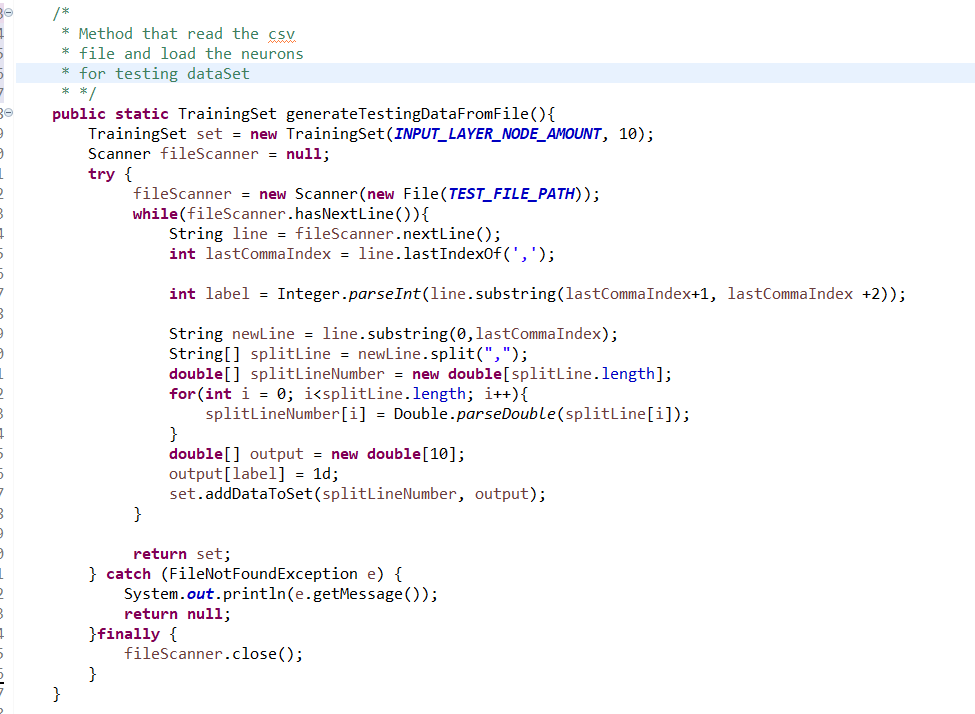 /*
* Method that read the csv
* file and load the neurons
* for testing dataSet
* */
public static TrainingSet generateTestingDataFromFile(){
TrainingSet set = new TrainingSet(INPUT_LAYER_NODE_AMOUNT, 10);
Scanner fileScanner = null;
try {
fileScanner = new Scanner(new File(TEST_FILE_PATH));
while(fileScanner.hasNextLine()){
String line = fileScanner.nextLine();
int lastCommaIndex = line.lastIndexOf(',');
int label = Integer.parseInt(line.substring(lastCommaIndex+1, lastCommaIndex +2));
String newLine = line.substring(0,lastCommaIndex);
String[] splitLine = newLine.split(",");
double[] splitLineNumber = new double[splitLine.length];
for(int i = 0; i<splitLine.length; i++){
splitLineNumber[i] = Double.parseDouble(splitLine[i]);
}
double[] output = new double[10];
output[label] = 1d;
set.addDataToSet(splitLineNumber, output);
}
return set;
} catch (FileNotFoundException e) {
System.out.println(e.getMessage());
return null;
}finally {
fileScanner.close();
}
}